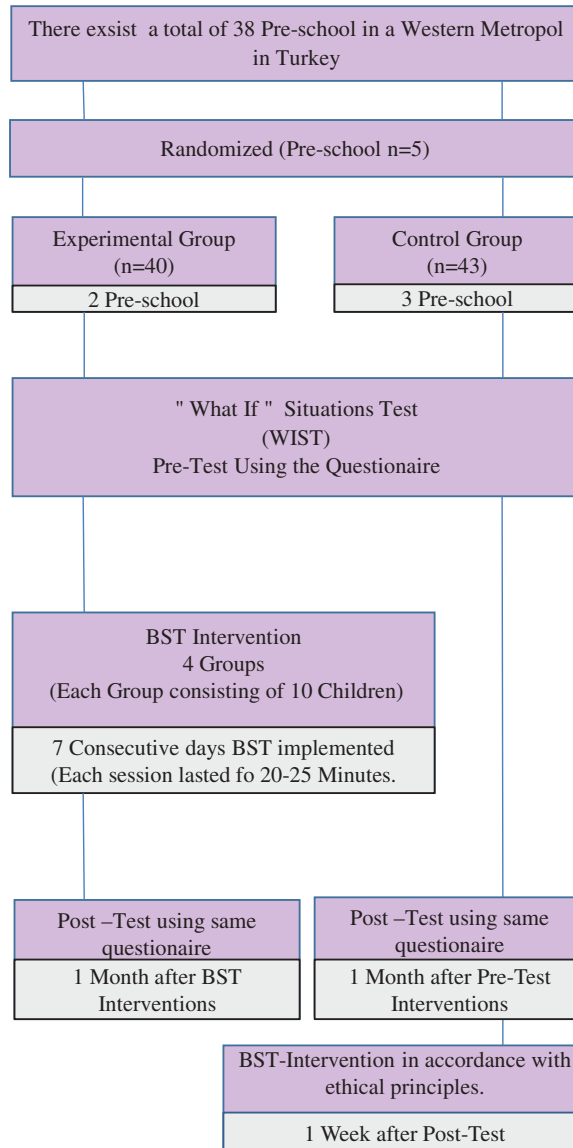 There exsist a total of 38 Pre-school in a Western Metropol
in Turkey
Randomized (Pre-school n=5)
Experimental Group
(n=40)
2 Pre-school
Control Group
(n=43)
3 Pre-school
" What If " Situations Test
(WIST)
Pre-Test Using the Questionaire
BST Intervention
4 Groups
(Each Group consisting of 10 Children)
7 Consecutive days BST implemented
(Each session lasted fo 20-25 Minutes.
Post –Test using same
questionaire
1 Month after BST
Interventions
Post –Test using same
questionaire
1 Month after Pre-Test
Interventions
BST-Intervention in accordance with
ethical principles.
1 Week after Post-Test